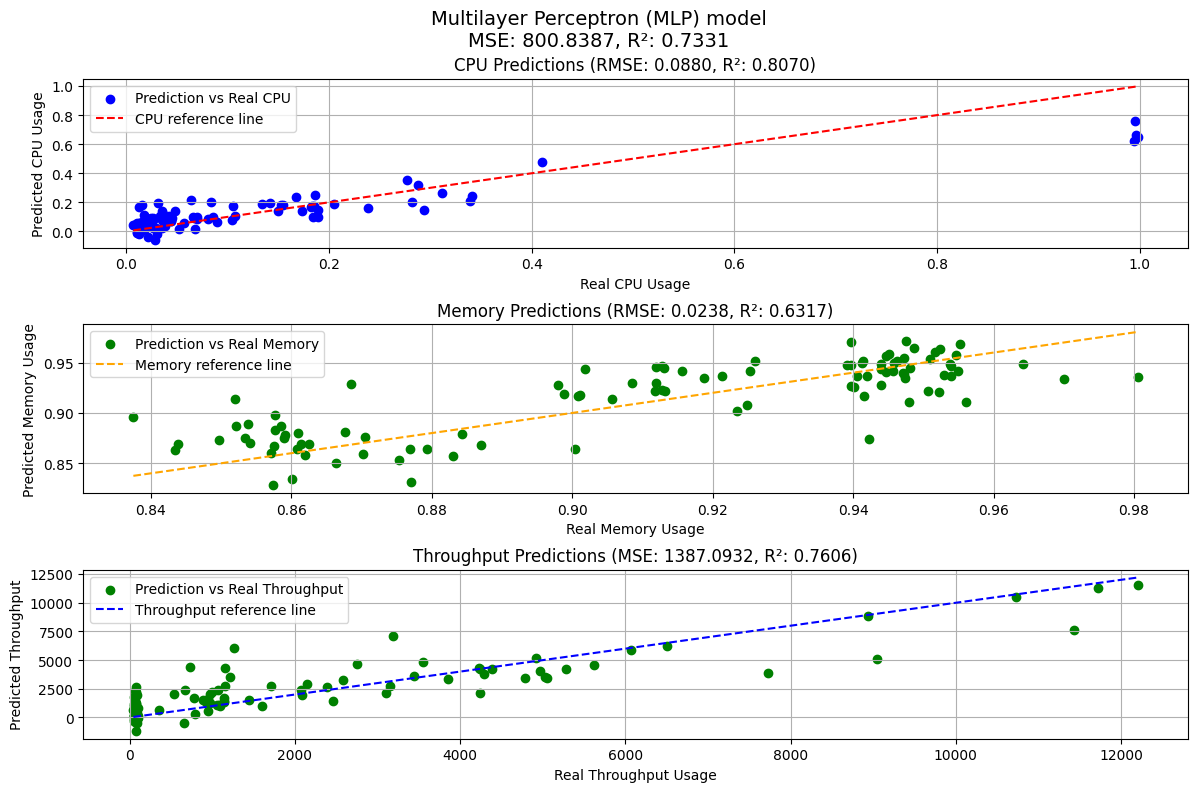 Multilayer Perceptron (MLP) model
MSE: 800.8387, R²: 0.7331
CPU Predictions (RMSE: 0.0880, R²: 0.8070)
Predicted CPU Usage
1.0
0.8
0.6
0.4
0.2
0.0
Prediction vs Real CPU
CPU reference line
0.0 0.2 0.4 0.6 0.8 1.0
Real CPU Usage
Memory Predictions (RMSE: 0.0238, R²: 0.6317)
Predicted Memory Usage
0.95
0.90
0.85
Prediction vs Real Memory
Memory reference line
0.84 0.86 0.88 0.90 0.92 0.94 0.96 0.98
Real Memory Usage
Throughput Predictions (MSE: 1387.0932, R²: 0.7606)
Predicted Throughput
12500
10000
7500
5000
2500
0
Prediction vs Real Throughput
Throughput reference line
0 2000 4000 6000 8000 10000 12000
Real Throughput Usage